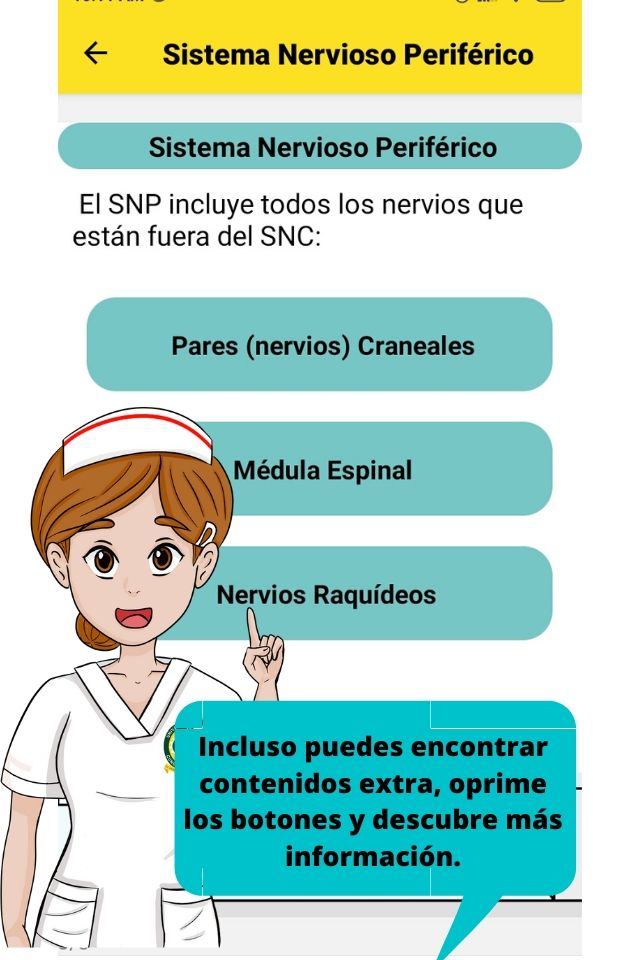 Sistema Nervioso Periférico
Sistema Nervioso Periférico
El SNP incluye todos los nervios que
están fuera del SNC:
Pares (nervios) Craneales
Médula Espinal
Nervios Raquídeos
Incluso puedes encontrar
contenidos extra, oprime
los botones y descubre más
información.